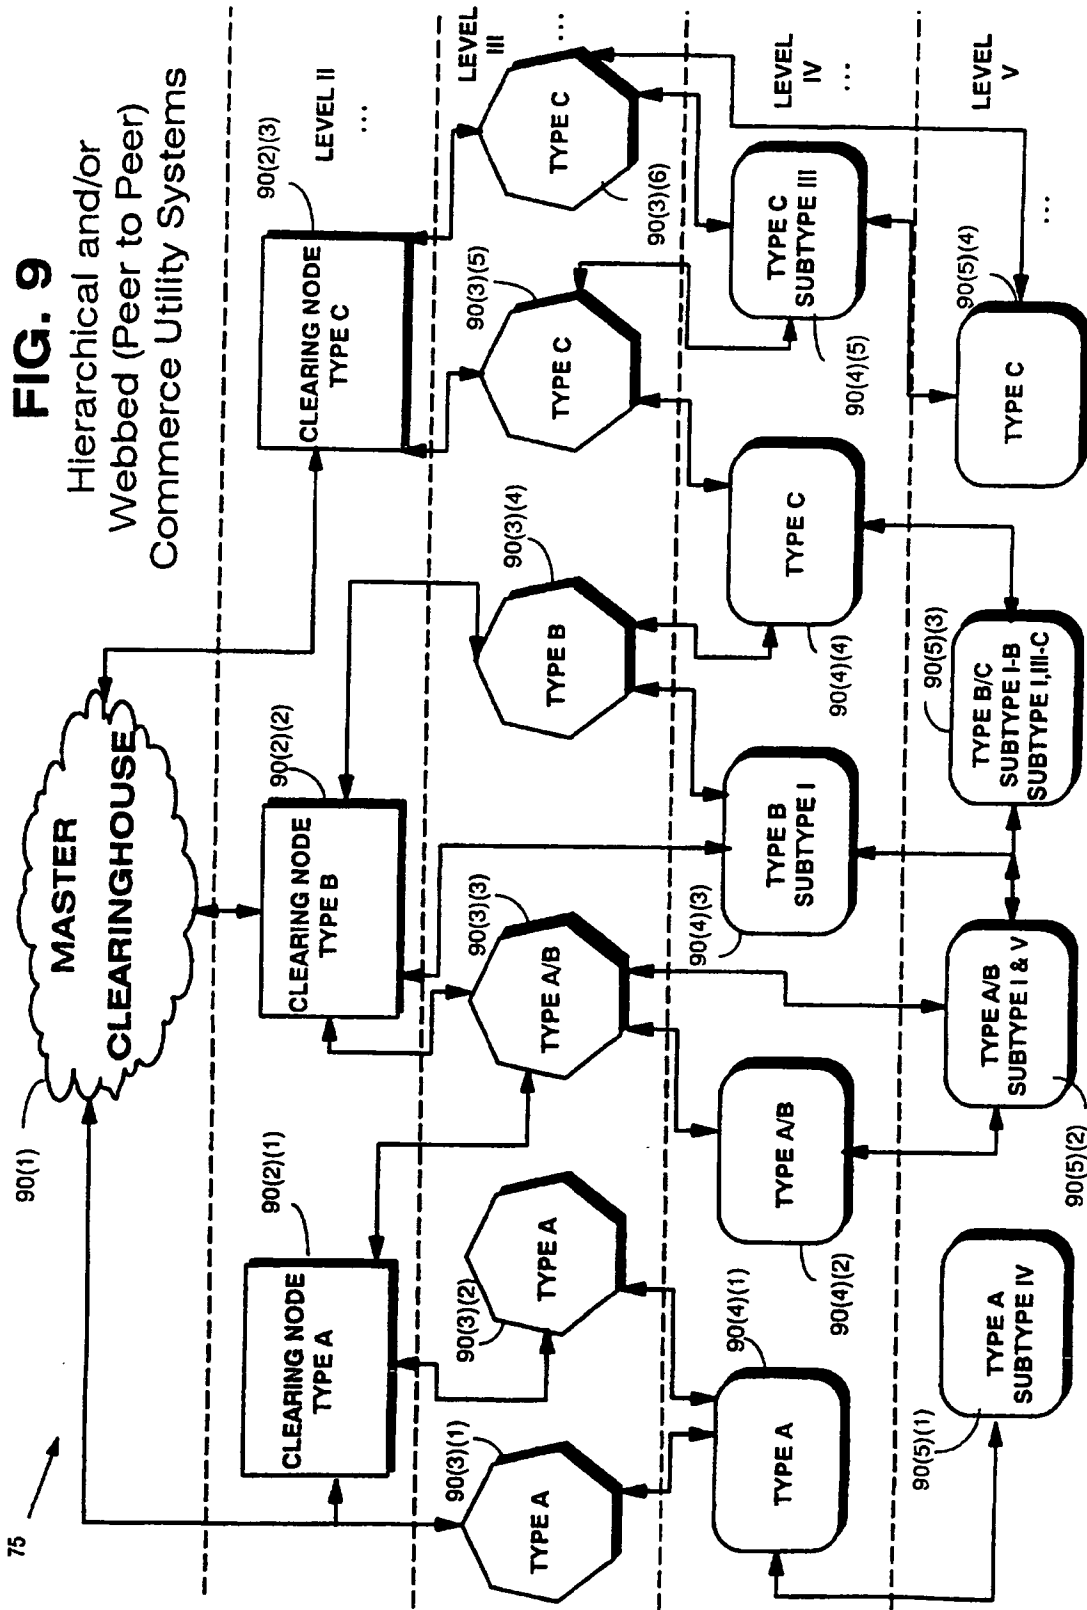 FIG. 9
Hierarchical and/or
Webbed (Peer to Peer)
Commerce Utility Systems
75
90(1)
MASTER
CLEARINGHOUSE
LEVEL II
...
90(2)(1)
CLEARING NODE
TYPE A
90(2)(2)
CLEARING NODE
TYPE B
90(2)(3)
CLEARING NODE
TYPE C
LEVEL
III
...
90(3)(1)
TYPE A
90(3)(2)
TYPE A
90(3)(3)
TYPE A/B
90(3)(4)
TYPE B
90(3)(5)
TYPE C
90(3)(6)
TYPE C
LEVEL
IV
...
90(4)(1)
TYPE A
90(4)(2)
TYPE A/B
90(4)(3)
TYPE B
SUBTYPE I
90(4)(4)
TYPE C
90(4)(5)
TYPE C
SUBTYPE III
LEVEL
V
...
90(5)(1)
TYPE A
SUBTYPE IV
90(5)(2)
TYPE A/B
SUBTYPE I & V
90(5)(3)
TYPE B/C
SUBTYPE I-B
SUBTYPE I,III-C
90(5)(4)
TYPE C